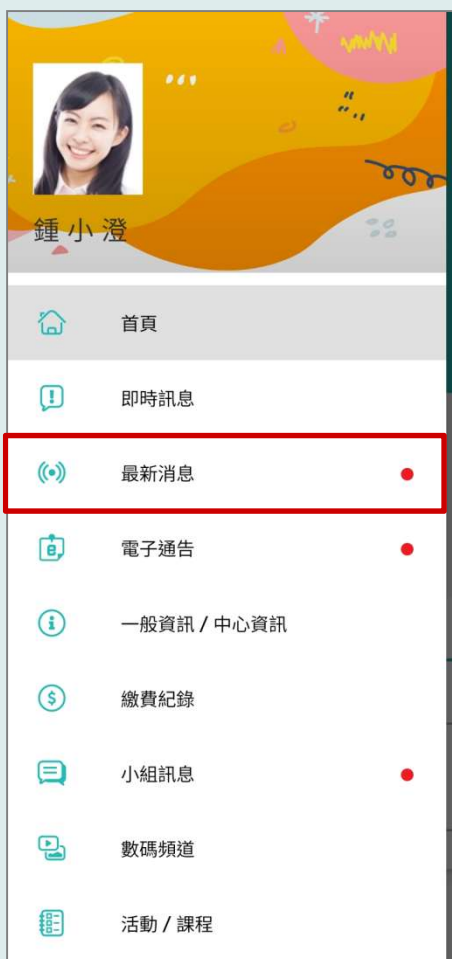 鍾小澄
首頁
即時訊息
最新消息
電子通告
一般資訊 / 中心資訊
繳費紀錄
小組訊息
數碼頻道
活動 / 課程